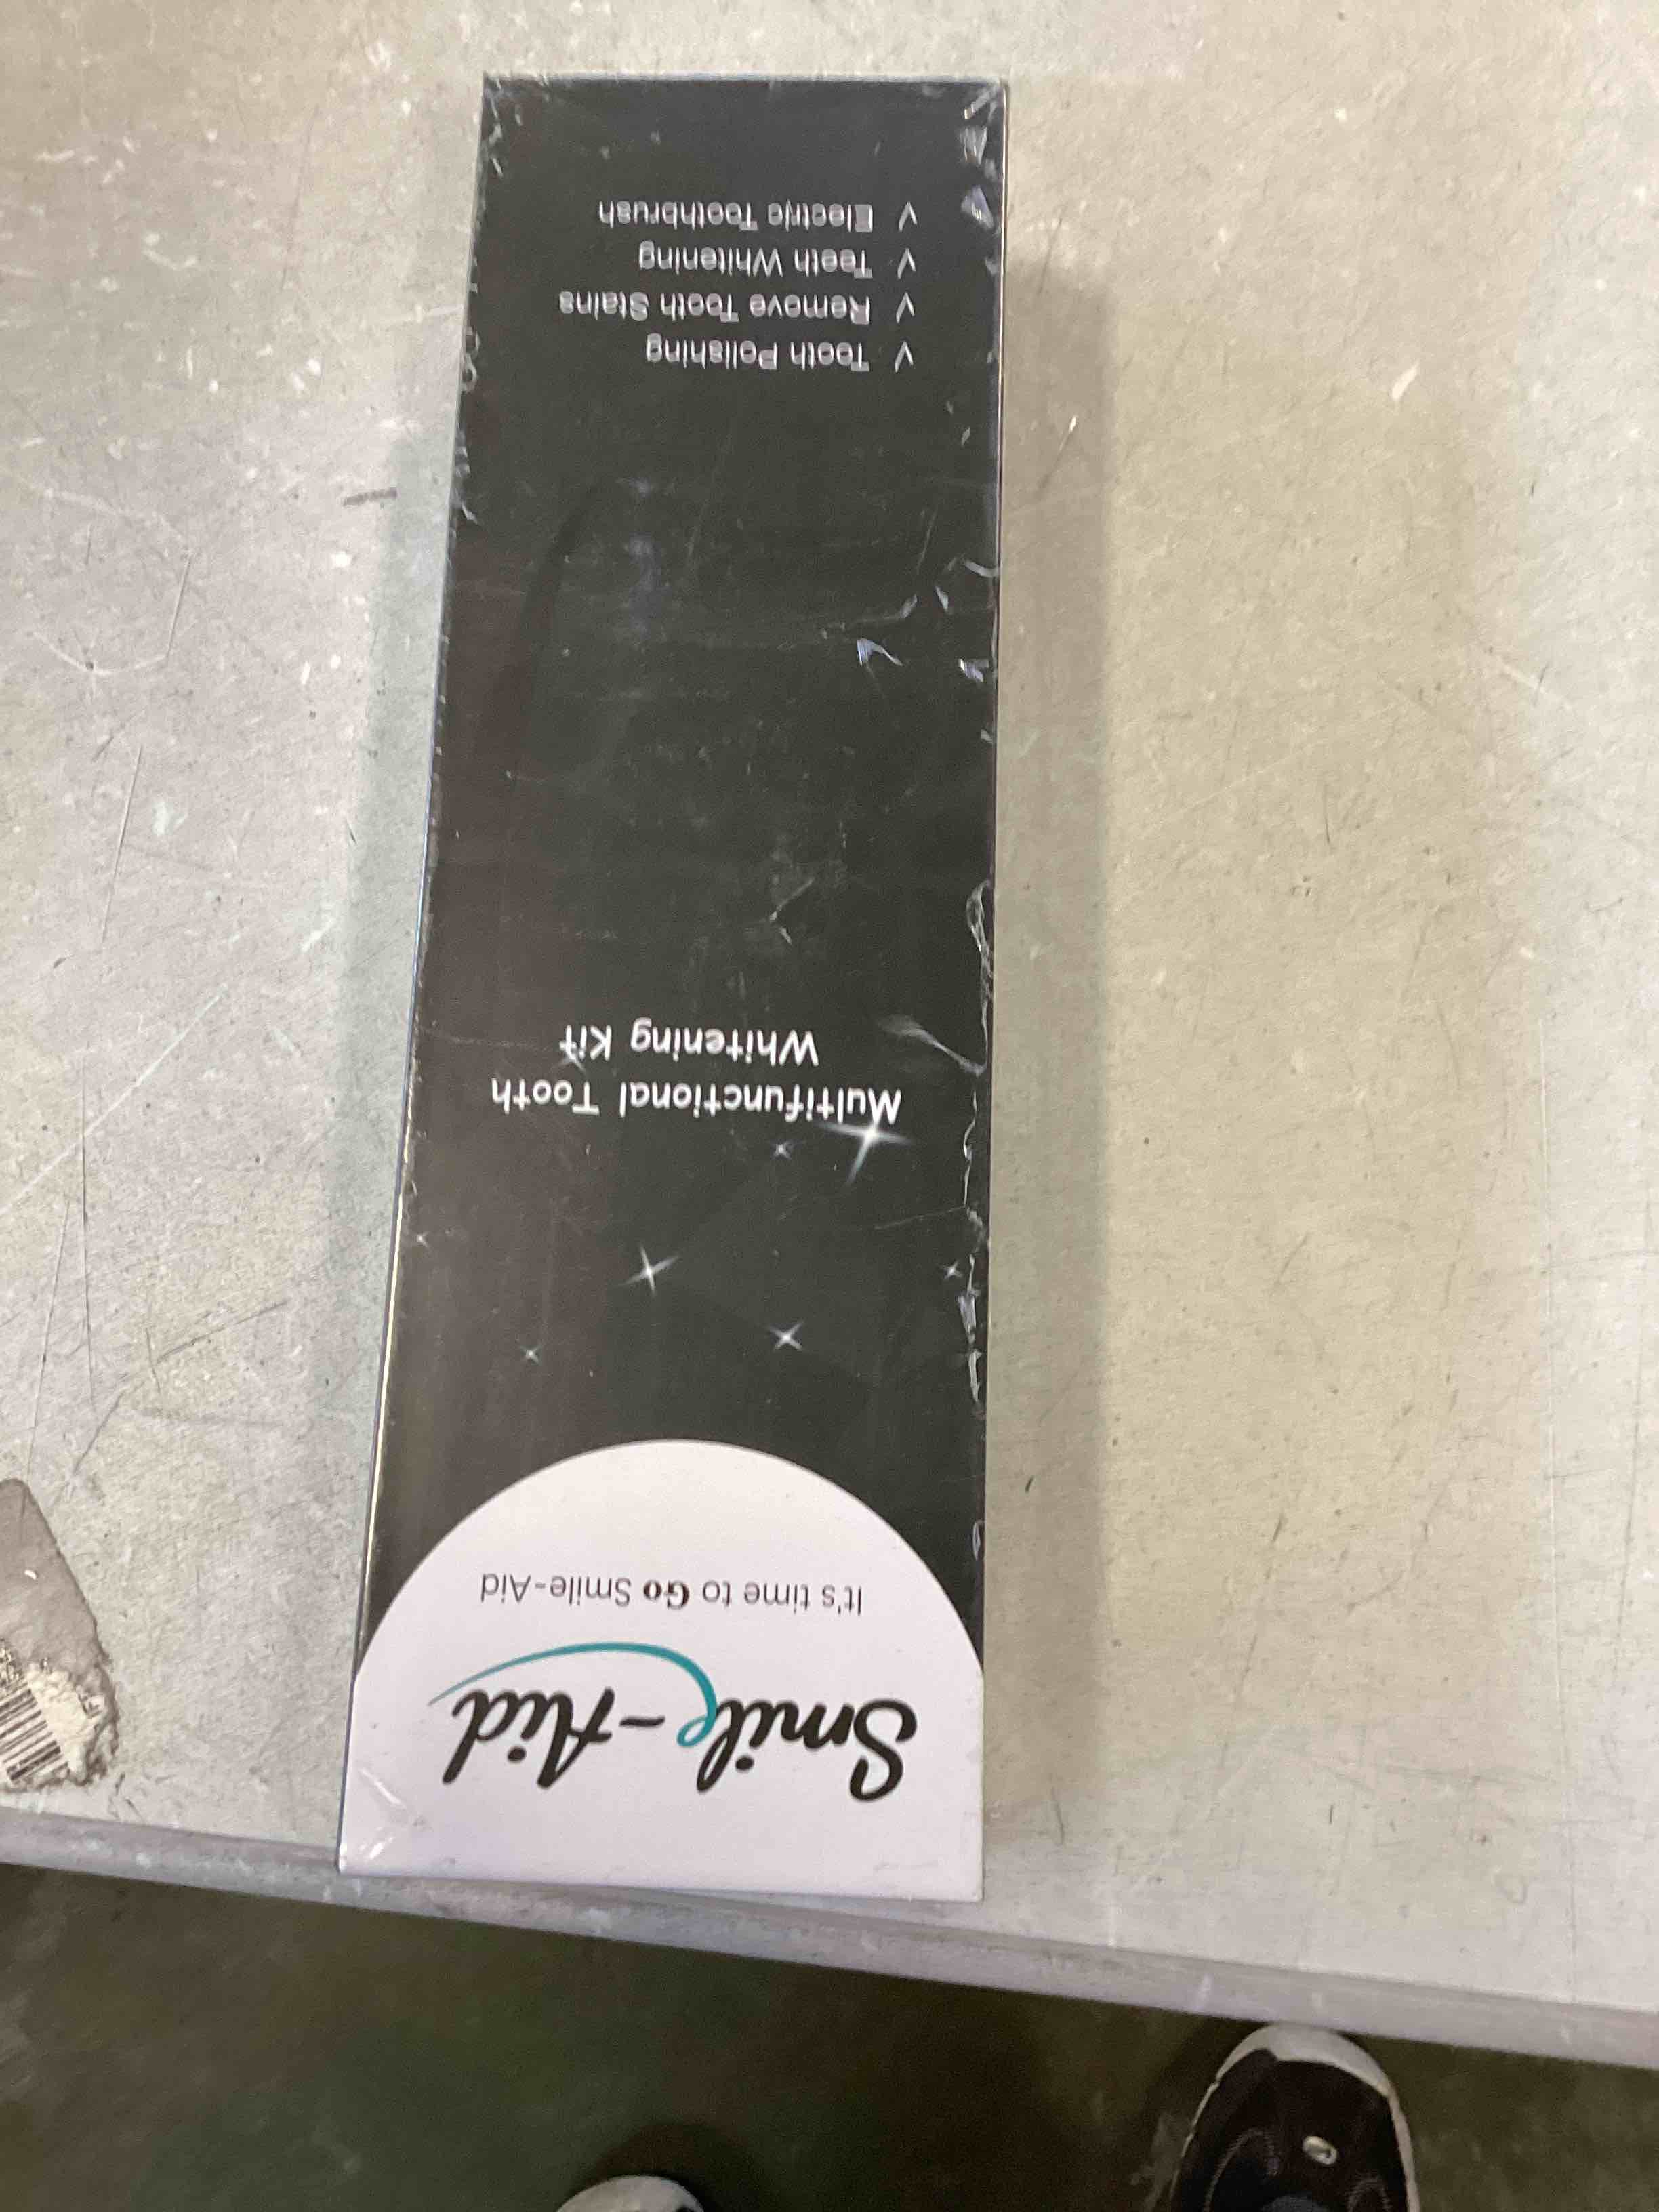 Smile-Aid
It's time to Go Smile-Aid
Multifunctional Tooth
Whitening Kit
√ Tooth Polishing
√ Remove Tooth Stains
√ Teeth Whitening
√ Electric Toothbrush